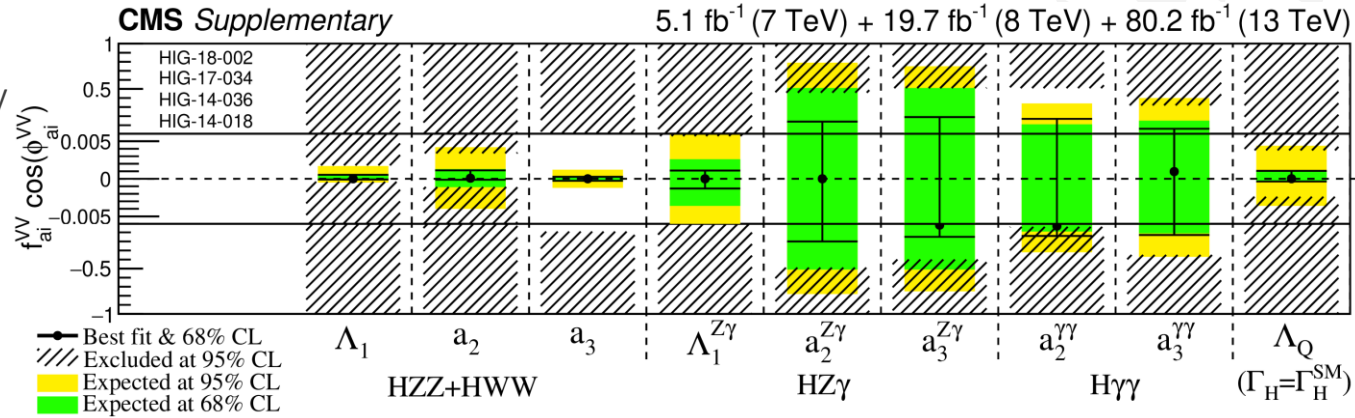 CMS Supplementary 5.1 fb⁻¹ (7 TeV) + 19.7 fb⁻¹ (8 TeV) + 80.2 fb⁻¹ (13 TeV)
f_ai^VV cos(ϕ_ai^VV)
1
0.5
0.005
0
−0.005
−0.5
−1
HIG-18-002
HIG-17-034
HIG-14-036
HIG-14-018
Λ₁ a₂ a₃ Λ₁^Zγ a₂^Zγ a₃^Zγ a₂^γγ a₃^γγ Λ_Q
HZZ+HWW HZγ Hγγ (Γ_H=Γ_H^SM)
Best fit & 68% CL
Excluded at 95% CL
Expected at 95% CL
Expected at 68% CL